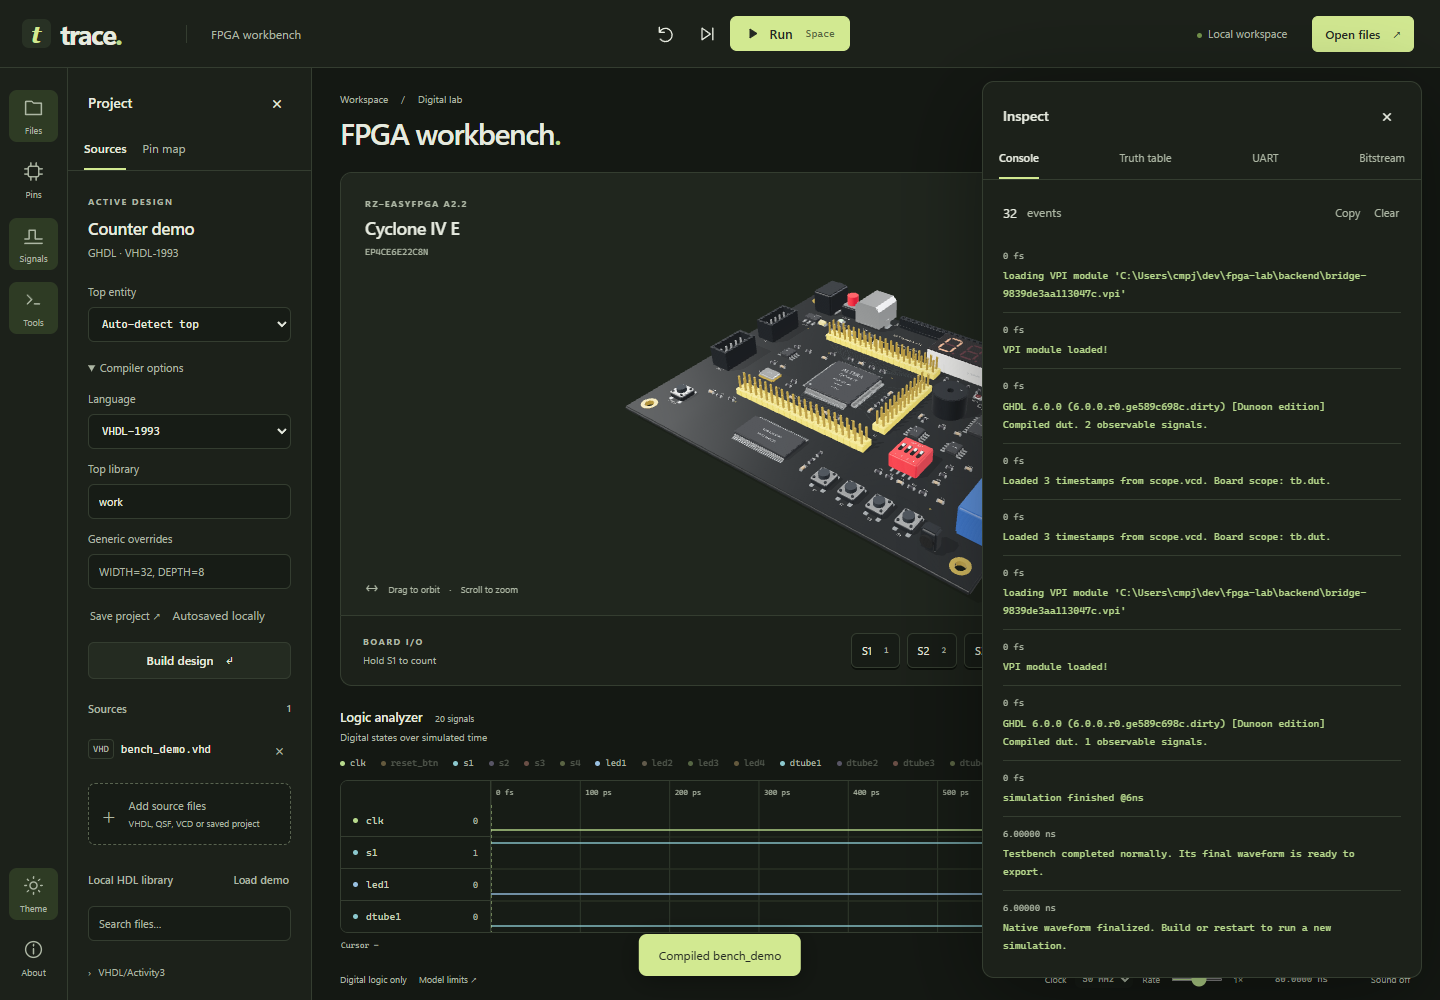 t trace.
FPGA workbench
Run Space
Local workspace
Open files ↗
Files
Pins
Signals
Tools
Theme
About
Project
×
Sources Pin map
ACTIVE DESIGN
Counter demo
GHDL · VHDL-1993
Top entity
Auto-detect top
▼ Compiler options
Language
VHDL-1993
Top library
work
Generic overrides
WIDTH=32, DEPTH=8
Save project ↗ Autosaved locally
Build design ↲
Sources 1
VHD bench_demo.vhd ×
+ Add source files
VHDL, QSF, VCD or saved project
Local HDL library Load demo
Search files...
› VHDL/Activity3
Workspace / Digital lab
FPGA workbench.
RZ-EASYFPGA A2.2
Cyclone IV E
EP4CE6E22C8N
ALTERA
↔ Drag to orbit · Scroll to zoom
BOARD I/O
Hold S1 to count
S1 1 S2 2
Logic analyzer 20 signals
Digital states over simulated time
clk reset_btn s1 s2 s3 s4 led1 led2 led3 led4 dtube1 dtube2 dtube3 dtub
0 fs 100 ps 200 ps 300 ps 400 ps 500 ps
clk 0
s1 1
led1 0
dtube1 0
Cursor —
Compiled bench_demo
Digital logic only Model limits ↗
Clock 50 MHz Rate 1× 80.0000 ns Sound off
Inspect
×
Console Truth table UART Bitstream
32 events Copy Clear
0 fs
loading VPI module 'C:\Users\cmpj\dev\fpga-lab\backend\bridge-
9839de3aa113047c.vpi'
0 fs
VPI module loaded!
0 fs
GHDL 6.0.0 (6.0.0.r0.ge589c698c.dirty) [Dunoon edition]
Compiled dut. 2 observable signals.
0 fs
Loaded 3 timestamps from scope.vcd. Board scope: tb.dut.
0 fs
Loaded 3 timestamps from scope.vcd. Board scope: tb.dut.
0 fs
loading VPI module 'C:\Users\cmpj\dev\fpga-lab\backend\bridge-
9839de3aa113047c.vpi'
0 fs
VPI module loaded!
0 fs
GHDL 6.0.0 (6.0.0.r0.ge589c698c.dirty) [Dunoon edition]
Compiled dut. 1 observable signals.
0 fs
simulation finished @6ns
6.00000 ns
Testbench completed normally. Its final waveform is ready to
export.
6.00000 ns
Native waveform finalized. Build or restart to run a new
simulation.